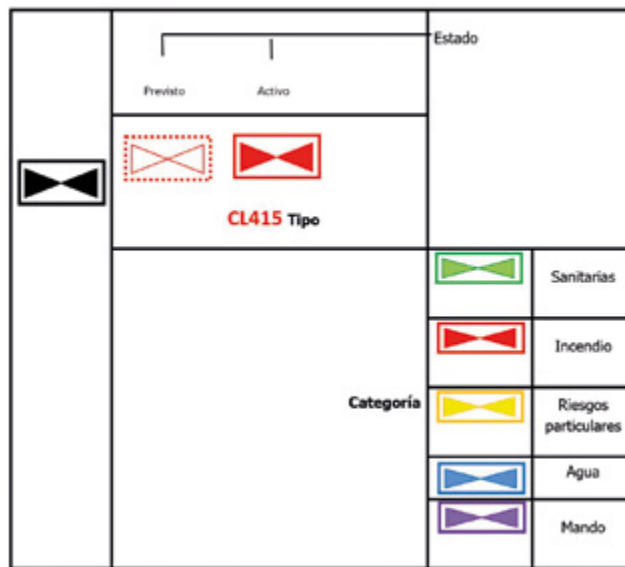 Estado
Previsto Activo
CL415 Tipo
Sanitarias
Incendio
Categoría
Riesgos
particulares
Agua
Mando